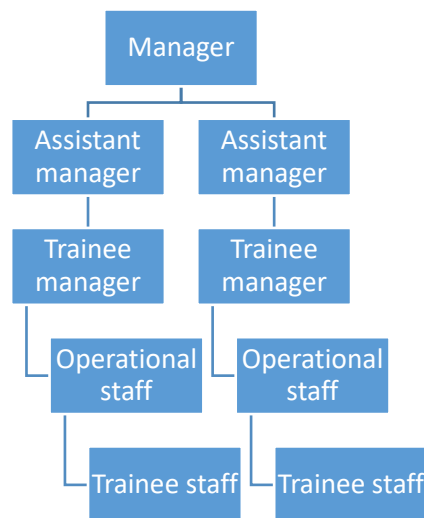 Manager
Assistant
manager
Assistant
manager
Trainee
manager
Trainee
manager
Operational
staff
Operational
staff
Trainee staff
Trainee staff